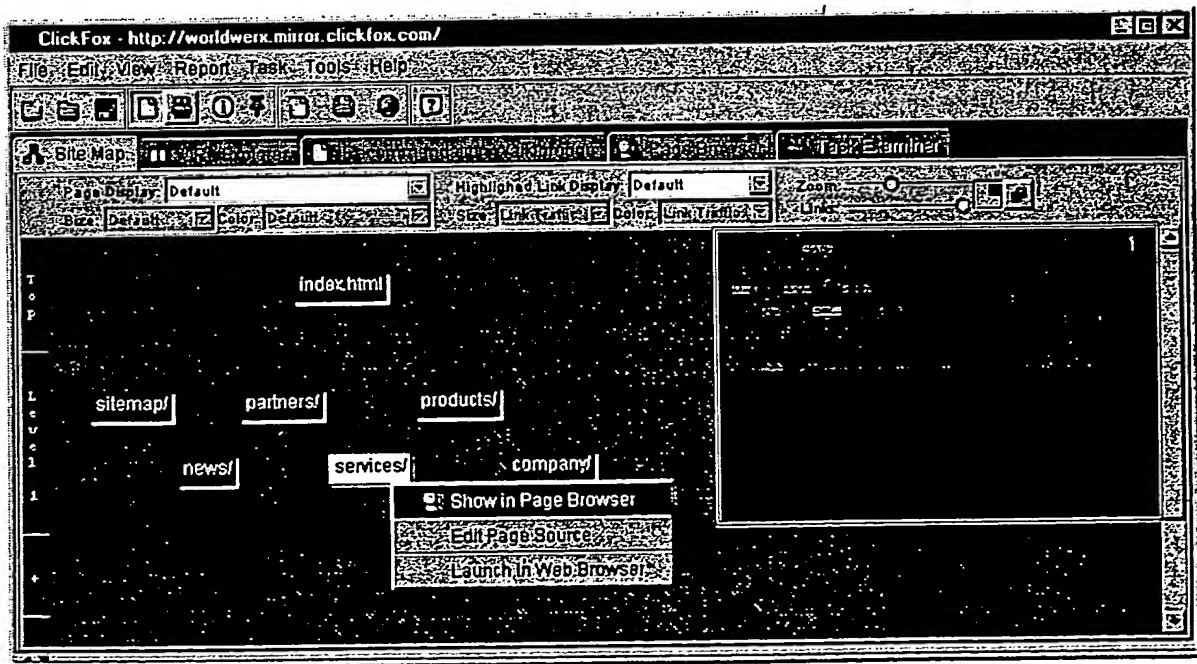 ClickFox - http://worldwerx.mirror.clickfox.com/
File Edit View Report Task Tools Help
Site Map Page Browser Task Examiner
Page Display: Default Highlighed Link Display: Default Zoom
Size: Default Color: Default Size: Link Traffic Color: Link Traffic Links
Top
index.html
Level 1
sitemap/ partners/ products/
news/ services/ company/
Show in Page Browser
Edit Page Source
Launch In Web Browser
+
1